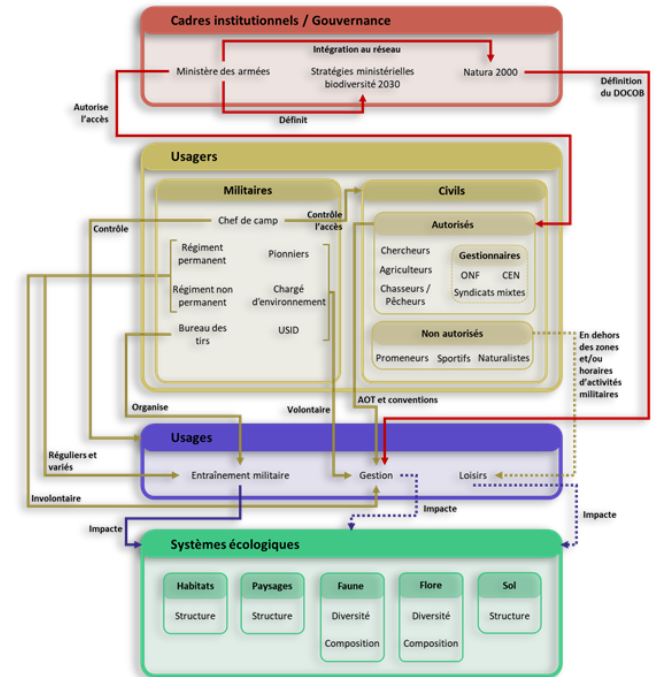 Cadres institutionnels / Gouvernance
Intégration au réseau
Ministère des armées
Stratégies ministérielles
biodiversité 2030
Natura 2000
Définit
Autorise
l'accès
Définition
du DOCOB
Usagers
Militaires
Civils
Chef de camp
Contrôle
l'accès
Contrôle
Autorisés
Régiment
permanent
Pionniers
Chercheurs
Agriculteurs
Chasseurs /
Pêcheurs
Gestionnaires
ONF
CEN
Syndicats mixtes
Régiment non
permanent
Chargé
d'environnement
Bureau des
tirs
USID
Non autorisés
Promeneurs
Sportifs
Naturalistes
En dehors
des zones
et/ou
horaires
d'activités
militaires
AOT et conventions
Organise
Volontaire
Usages
Réguliers et
variés
Entraînement militaire
Gestion
Loisirs
Involontaire
Impacte
Impacte
Impacte
Systèmes écologiques
Habitats
Paysages
Faune
Flore
Sol
Structure
Structure
Diversité
Diversité
Structure
Composition
Composition